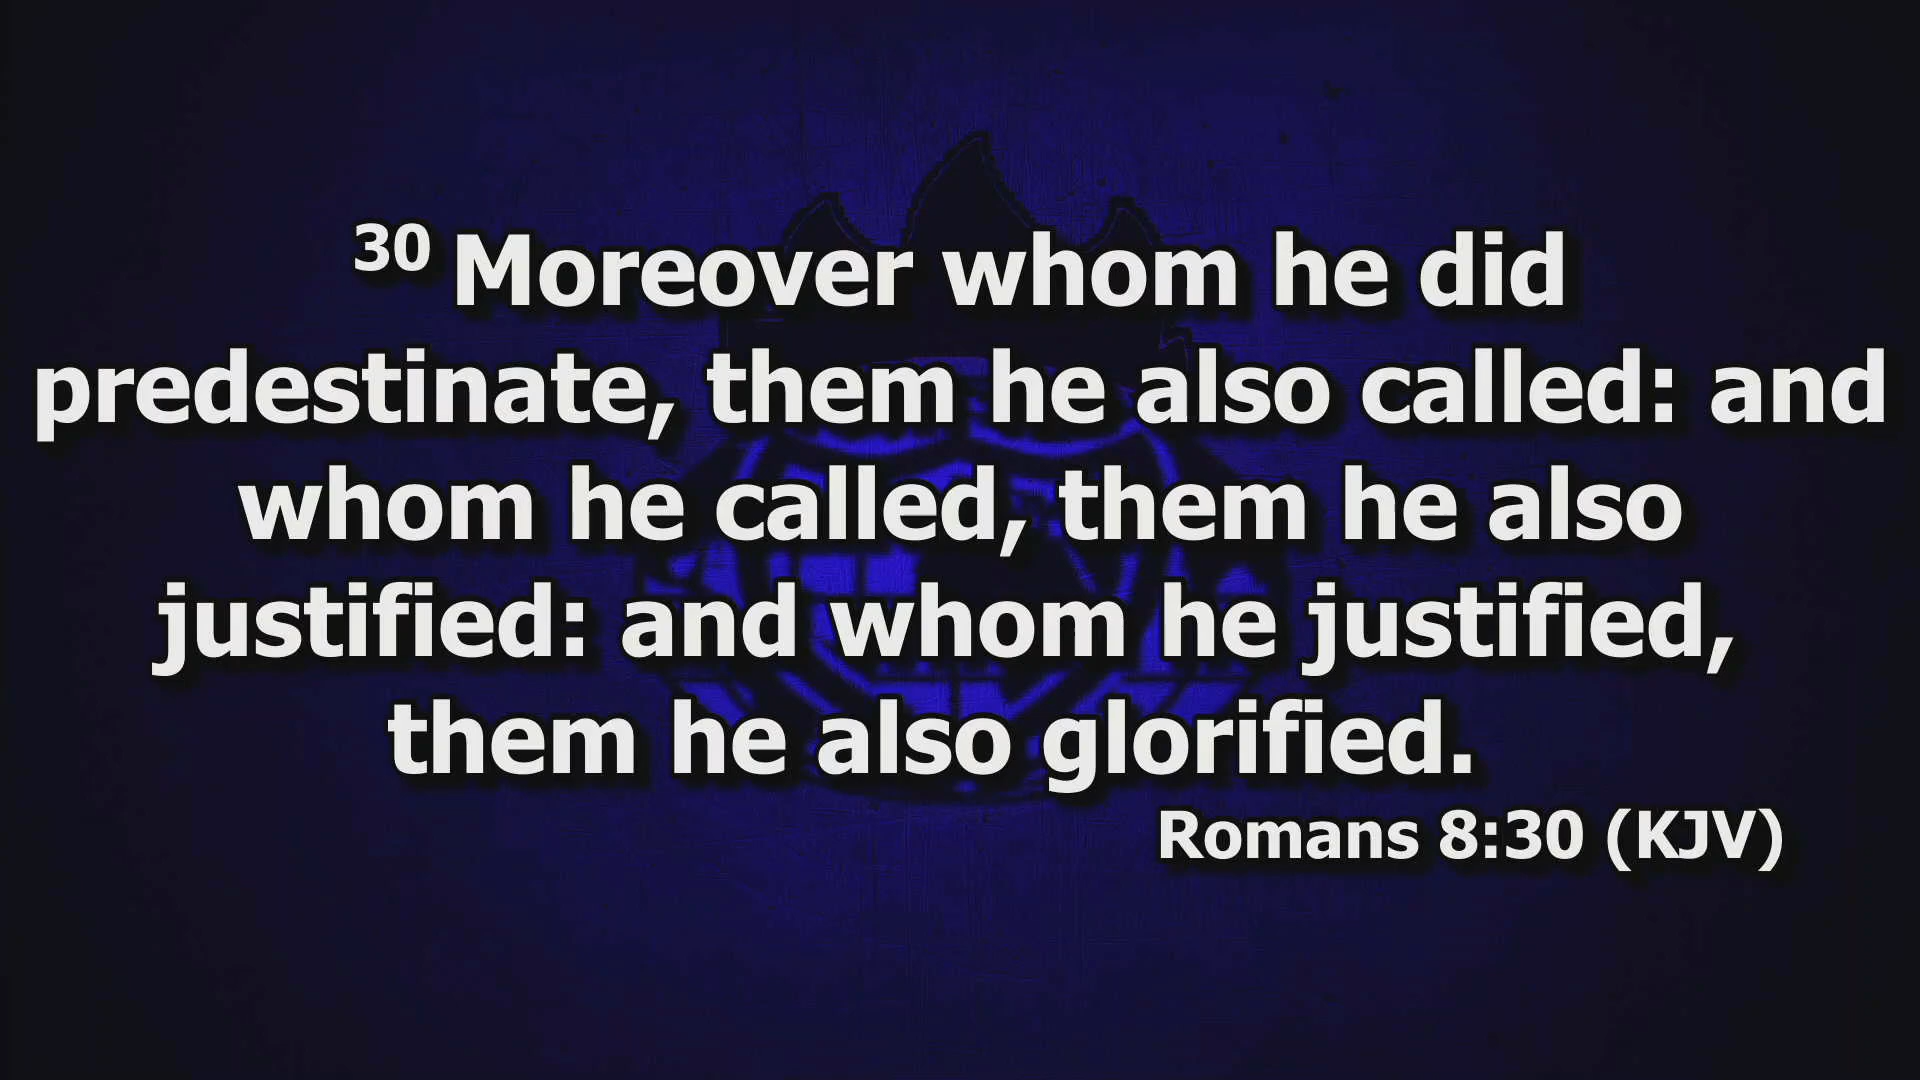 30 Moreover whom he did
predestinate, them he also called: and
whom he called, them he also
justified: and whom he justified,
them he also glorified.
Romans 8:30 (KJV)